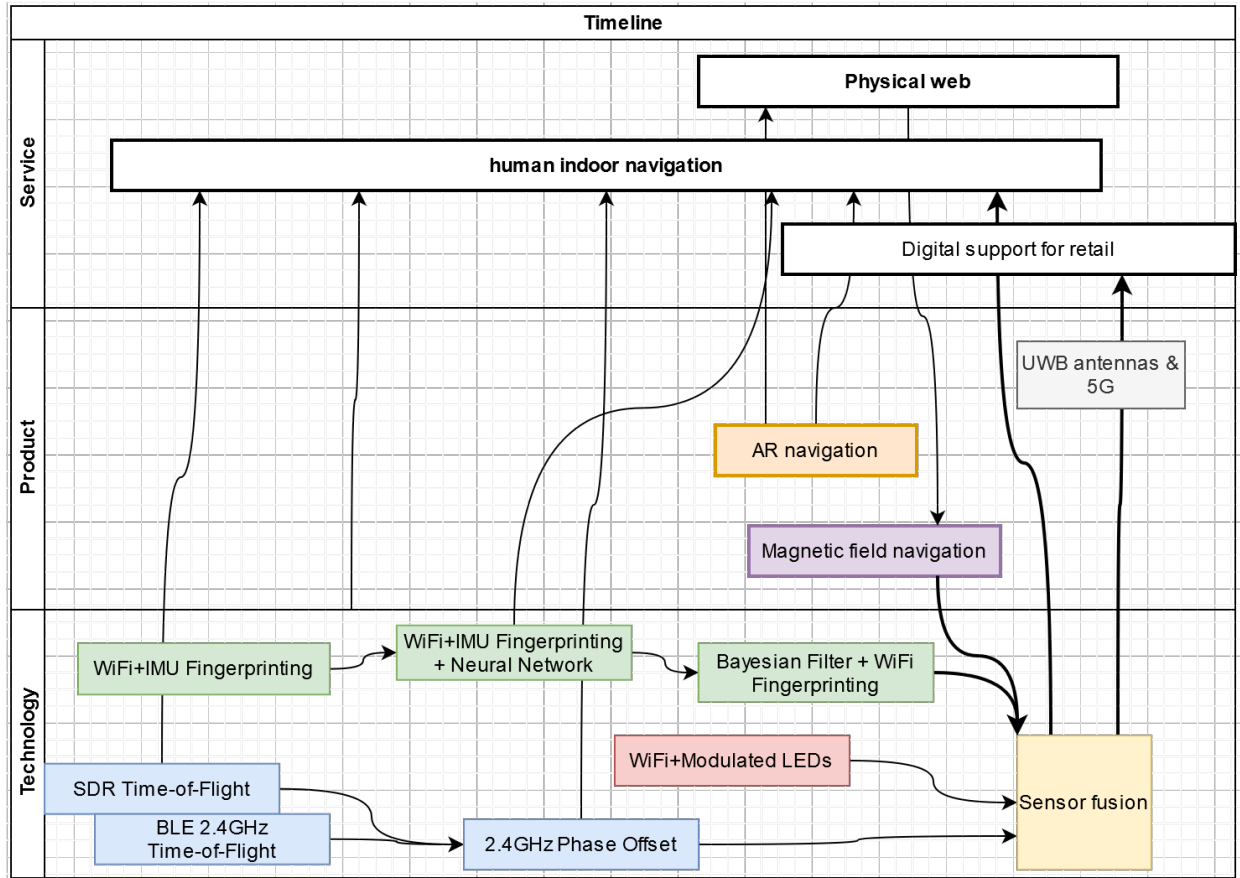 Timeline
Service
Physical web
human indoor navigation
Digital support for retail
Product
UWB antennas &
5G
AR navigation
Magnetic field navigation
Technology
WiFi+IMU Fingerprinting
WiFi+IMU Fingerprinting
+ Neural Network
Bayesian Filter + WiFi
Fingerprinting
WiFi+Modulated LEDs
SDR Time-of-Flight
BLE 2.4GHz
Time-of-Flight
2.4GHz Phase Offset
Sensor fusion